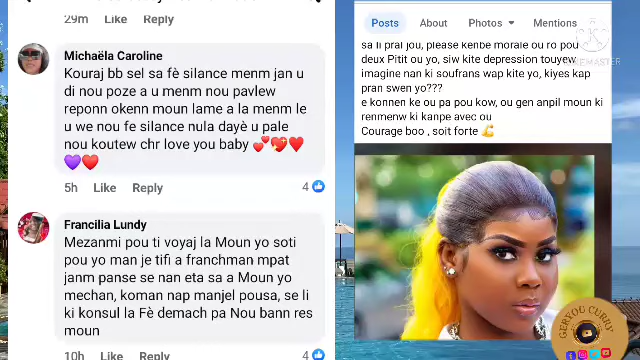 29m Like Reply
Michaëla Caroline
Kouraj bb sel sa fè silance menm jan u
di nou poze a u menm nou pavlew
reponn okenn moun lame a la menm le
u we nou fe silance nula dayè u pale
nou koutew chr love you baby
5h Like Reply 4
Francilia Lundy
Mezanmi pou ti voyaj la Moun yo soti
pou yo man je tifi a franchman mpat
janm panse se nan eta sa a Moun yo
mechan, koman nap manjel pousa, se li
ki konsul la Fè demach pa Nou bann res
moun
10h Like Reply 4
Posts About Photos Mentions
sa li pral jou, please kenbe morale ou ro pou
deux Pitit ou yo, siw kite depression touyew
imagine nan ki soufrans wap kite yo, kiyes kap
pran swen yo???
e konnen ke ou pa pou kow, ou gen anpil moun ki
renmenw ki kanpe avec ou
Courage boo , soit forte
GERYOU CURRY